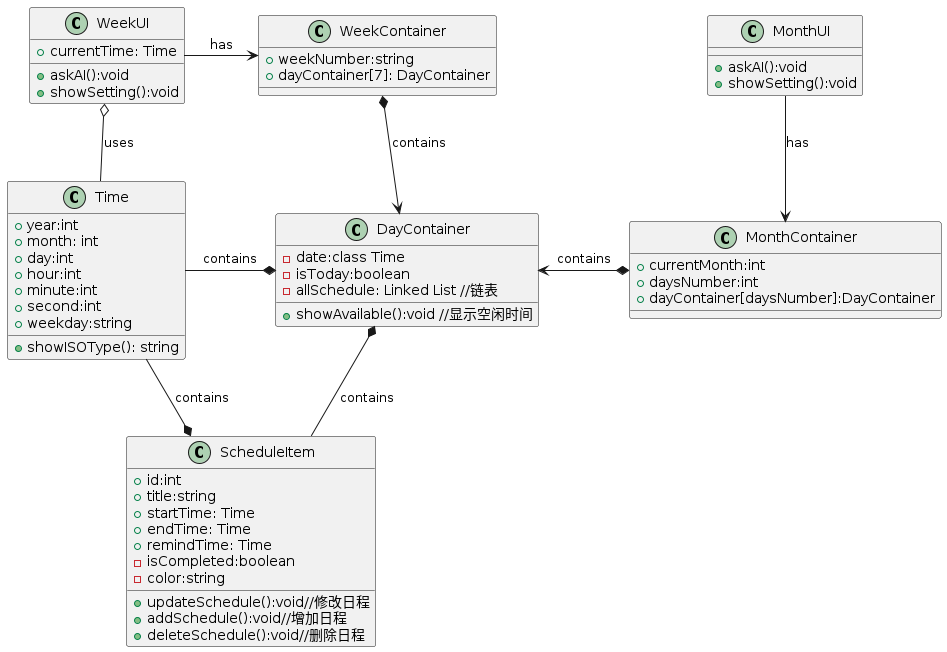 C WeekUI
currentTime: Time
askAI():void
showSetting():void
has
C WeekContainer
weekNumber:string
dayContainer[7]: DayContainer
C MonthUI
askAI():void
showSetting():void
uses
contains
has
C Time
year:int
month: int
day:int
hour:int
minute:int
second:int
weekday:string
showISOType(): string
contains
C DayContainer
date:class Time
isToday:boolean
allSchedule: Linked List //链表
showAvailable():void //显示空闲时间
contains
C MonthContainer
currentMonth:int
daysNumber:int
dayContainer[daysNumber]:DayContainer
contains
contains
C ScheduleItem
id:int
title:string
startTime: Time
endTime: Time
remindTime: Time
isCompleted:boolean
color:string
updateSchedule():void//修改日程
addSchedule():void//增加日程
deleteSchedule():void//删除日程